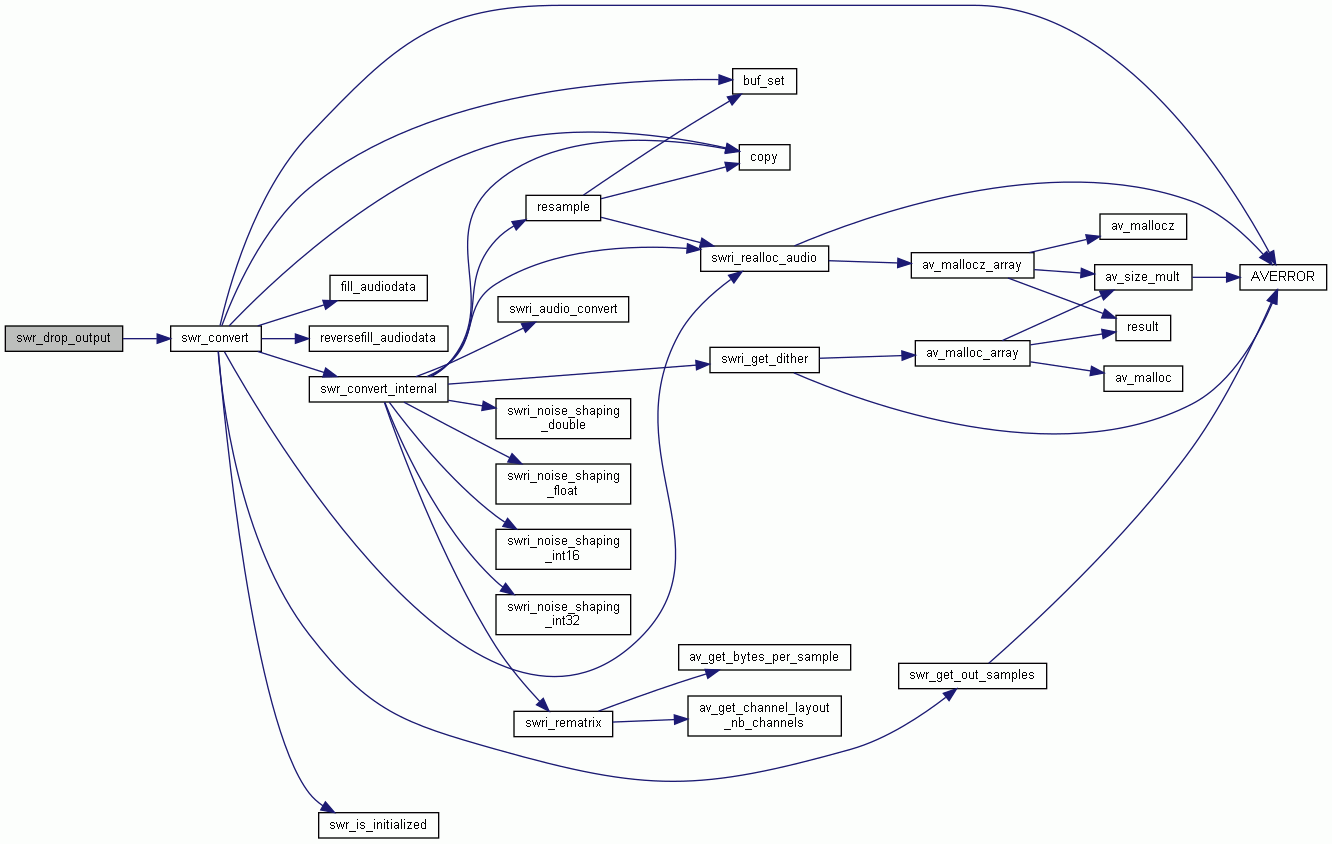 buf_set
copy
resample
av_mallocz
swri_realloc_audio
av_mallocz_array
av_size_mult
AVERROR
fill_audiodata
swri_audio_convert
result
swr_drop_output
swr_convert
reversefill_audiodata
swri_get_dither
av_malloc_array
av_malloc
swr_convert_internal
swri_noise_shaping
_double
swri_noise_shaping
_float
swri_noise_shaping
_int16
swri_noise_shaping
_int32
av_get_bytes_per_sample
swr_get_out_samples
av_get_channel_layout
_nb_channels
swri_rematrix
swr_is_initialized